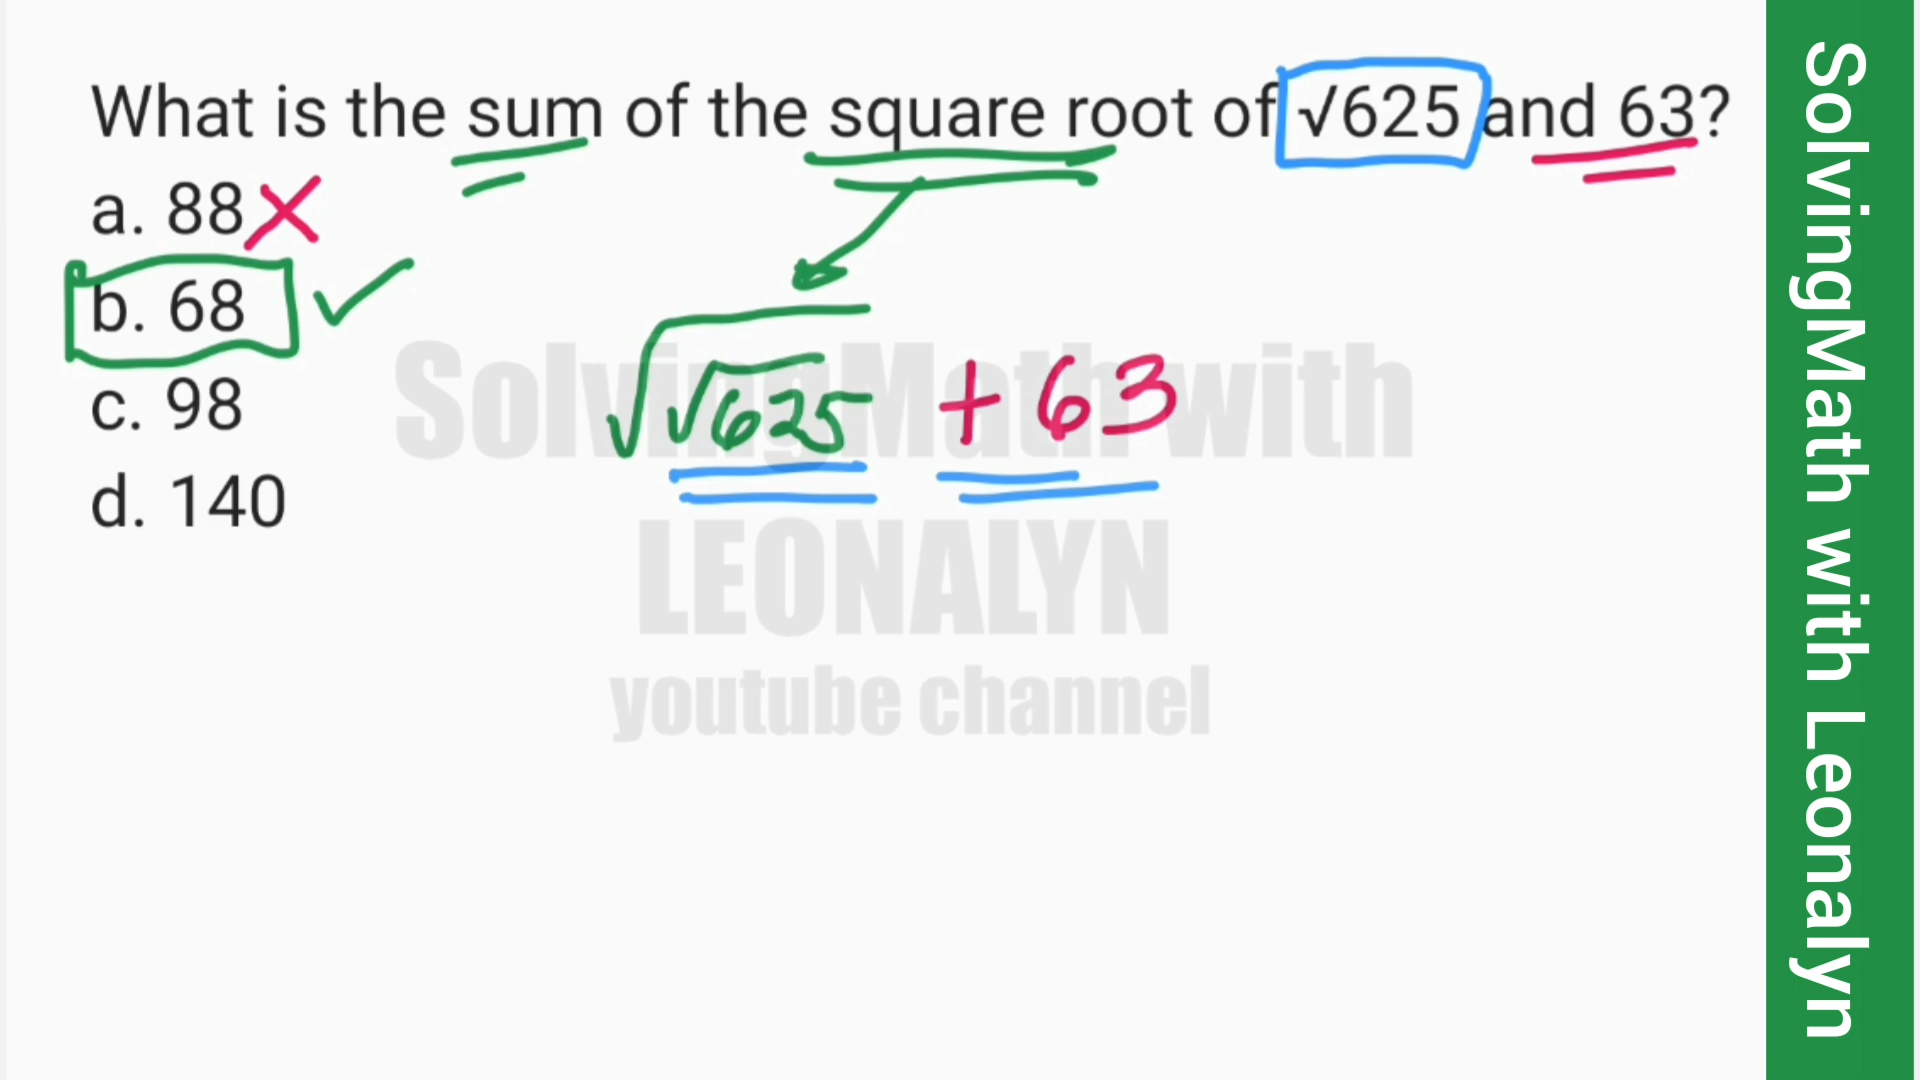 What is the sum of the square root of √625 and 63?
a. 88
b. 68
c. 98
d. 140
√√625 + 63
SolvingMath with
LEONALYN
youtube channel
SolvingMath with Leonalyn